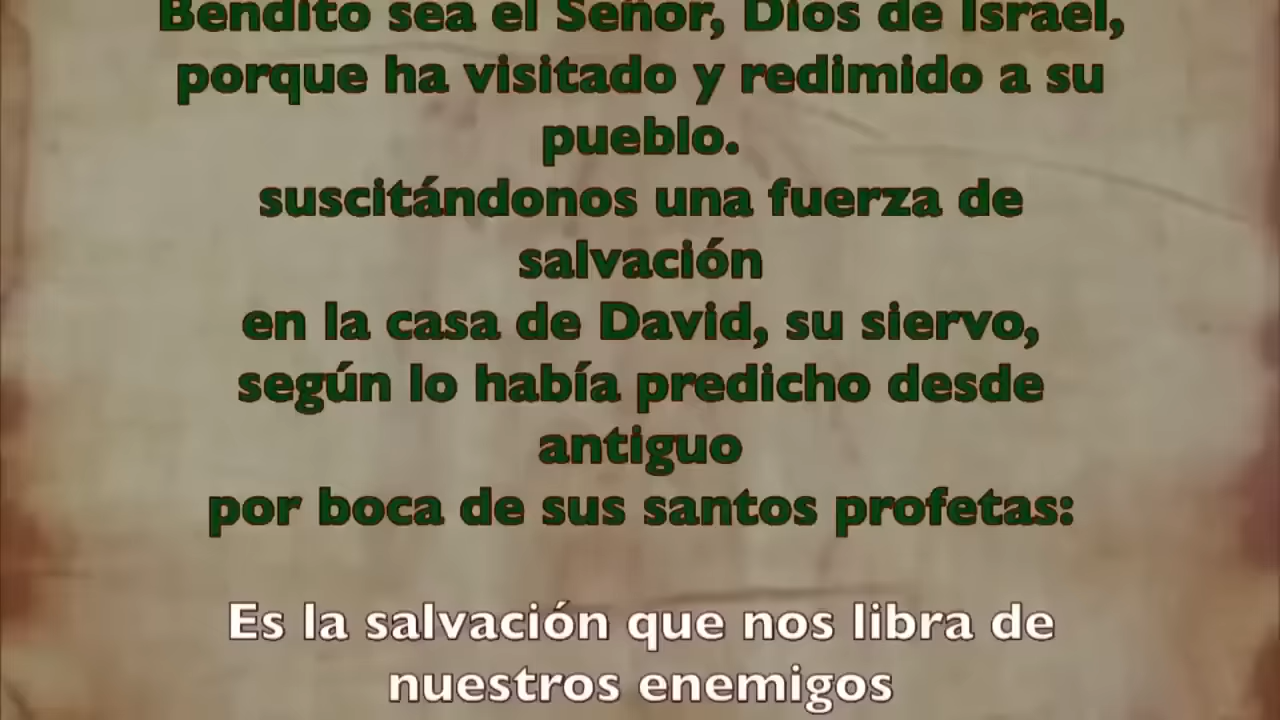 Bendito sea el Señor, Dios de Israel,
porque ha visitado y redimido a su
pueblo.
suscitándonos una fuerza de
salvación
en la casa de David, su siervo,
según lo había predicho desde
antiguo
por boca de sus santos profetas:
Es la salvación que nos libra de
nuestros enemigos